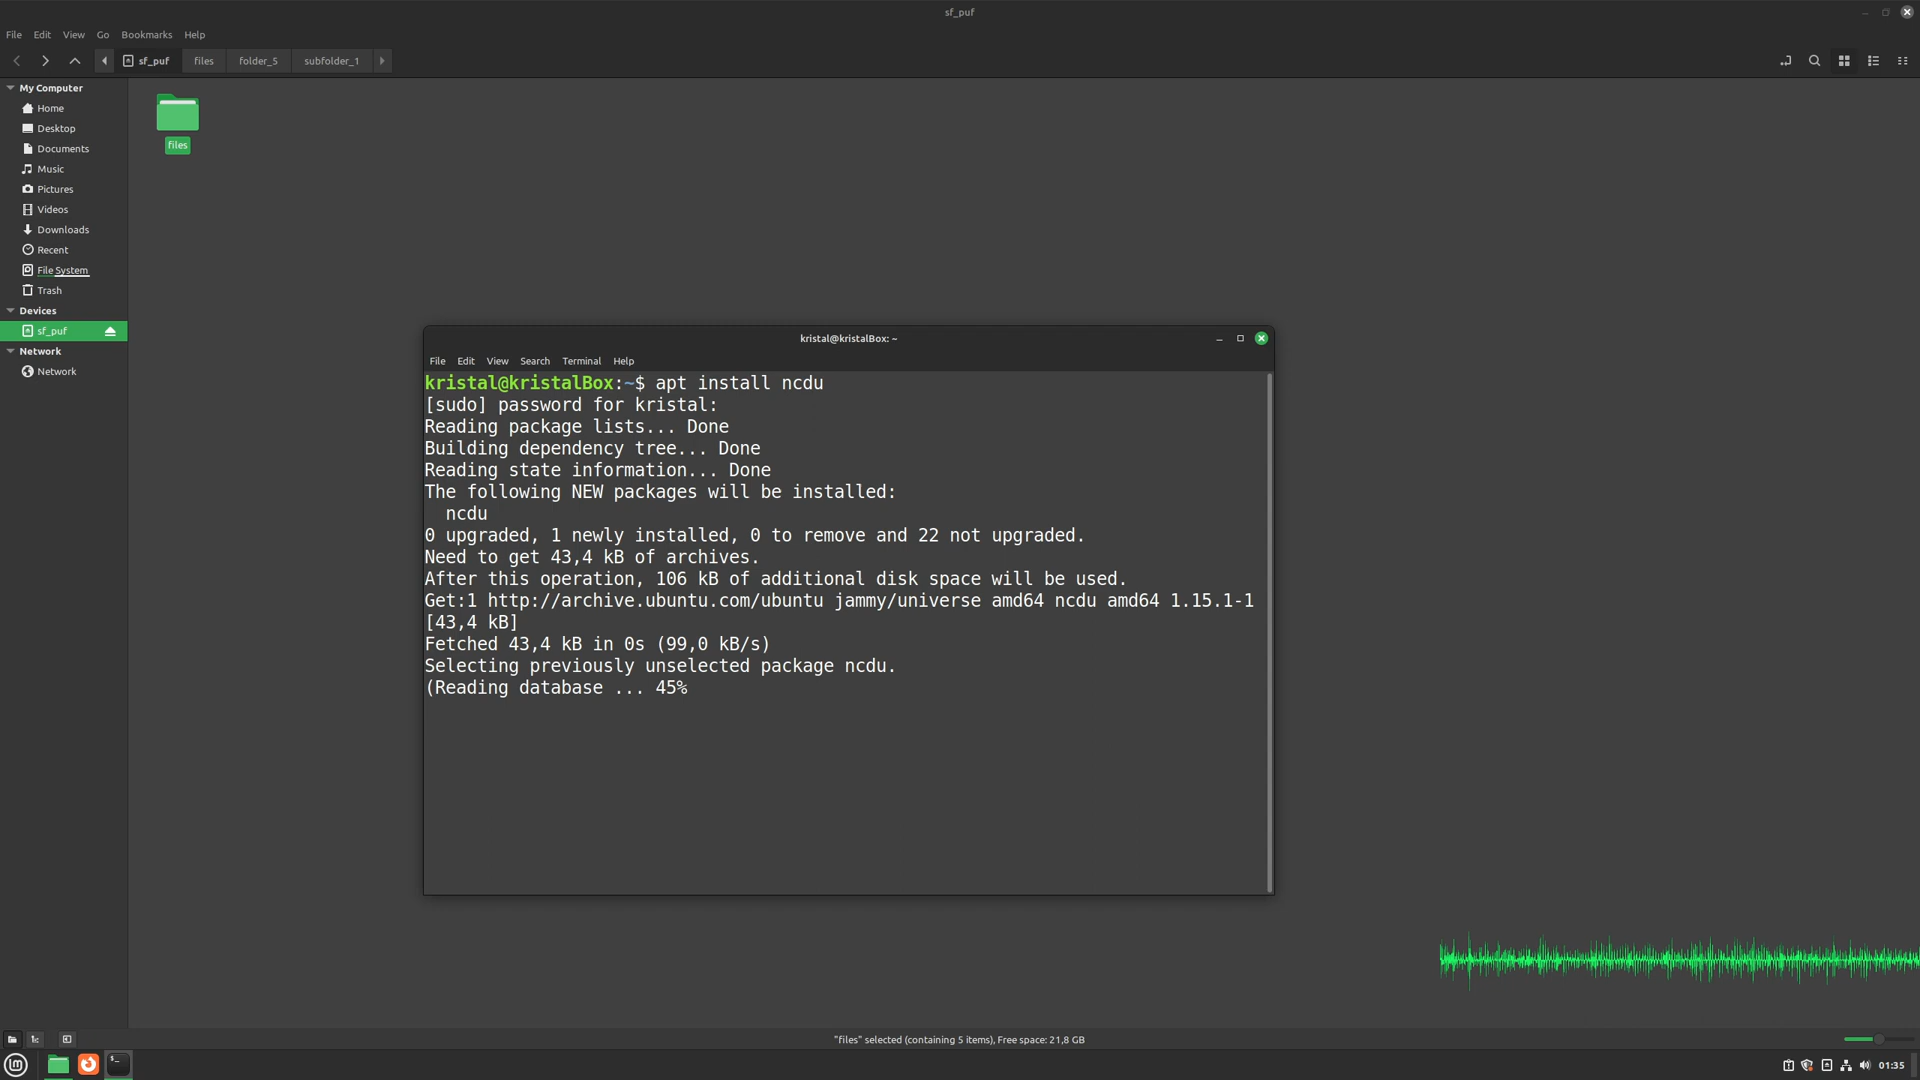 sf_puf
File Edit View Go Bookmarks Help
sf_puf files folder_5 subfolder_1
My Computer
Home
Desktop
Documents
Music
Pictures
Videos
Downloads
Recent
File System
Trash
Devices
sf_puf
Network
Network
files
kristal@kristalBox: ~
File Edit View Search Terminal Help
kristal@kristalBox:~$ apt install ncdu
[sudo] password for kristal:
Reading package lists... Done
Building dependency tree... Done
Reading state information... Done
The following NEW packages will be installed:
  ncdu
0 upgraded, 1 newly installed, 0 to remove and 22 not upgraded.
Need to get 43,4 kB of archives.
After this operation, 106 kB of additional disk space will be used.
Get:1 http://archive.ubuntu.com/ubuntu jammy/universe amd64 ncdu amd64 1.15.1-1
[43,4 kB]
Fetched 43,4 kB in 0s (99,0 kB/s)
Selecting previously unselected package ncdu.
(Reading database ... 45%
"files" selected (containing 5 items), Free space: 21,8 GB
01:35